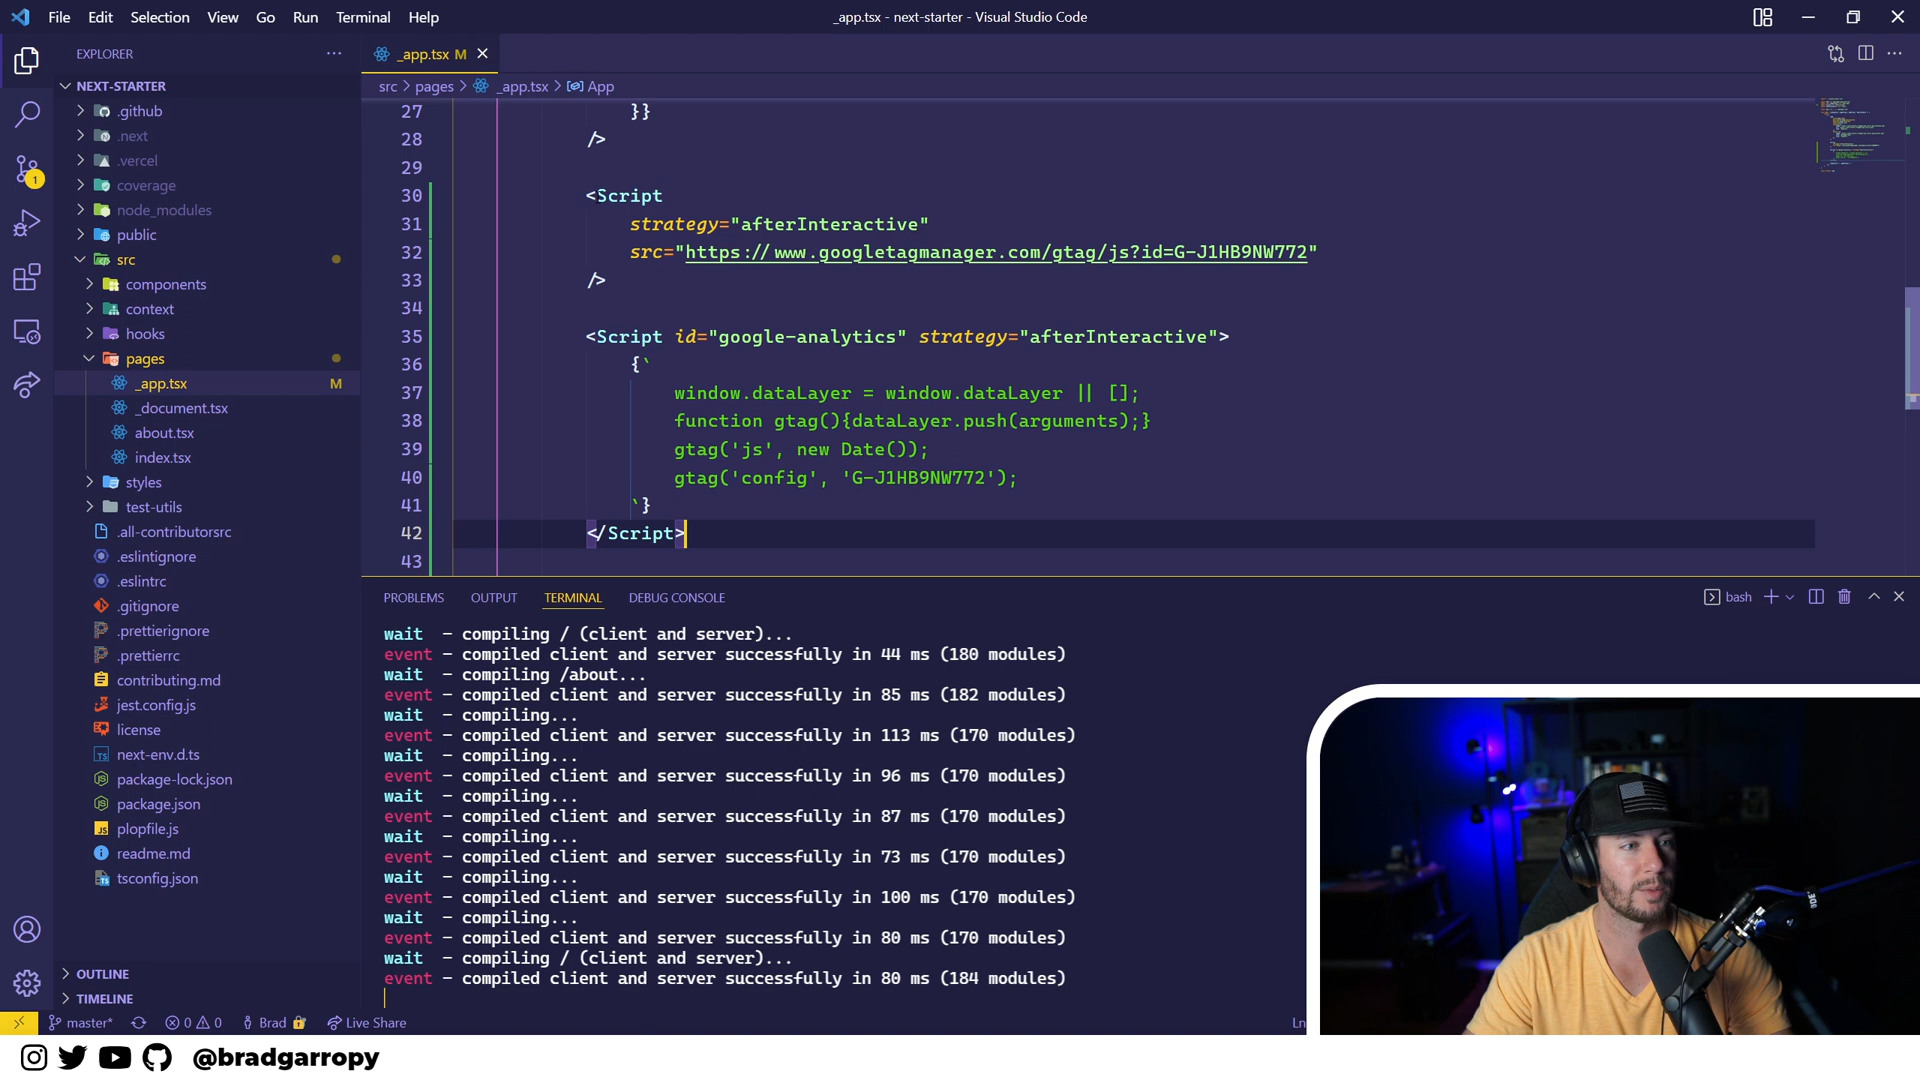 File Edit Selection View Go Run Terminal Help
_app.tsx - next-starter - Visual Studio Code
EXPLORER
NEXT-STARTER
.github
.next
.vercel
coverage
node_modules
public
src
components
context
hooks
pages
_app.tsx M
_document.tsx
about.tsx
index.tsx
styles
test-utils
.all-contributorsrc
.eslintignore
.eslintrc
.gitignore
.prettierignore
.prettierrc
contributing.md
jest.config.js
license
next-env.d.ts
package-lock.json
package.json
plopfile.js
readme.md
tsconfig.json
OUTLINE
TIMELINE
1
_app.tsx M
src > pages > _app.tsx > App
27 }}
28 />
29
30 <Script
31 strategy="afterInteractive"
32 src="https://www.googletagmanager.com/gtag/js?id=G-J1HB9NW772"
33 />
34
35 <Script id="google-analytics" strategy="afterInteractive">
36 {`
37 window.dataLayer = window.dataLayer || [];
38 function gtag(){dataLayer.push(arguments);}
39 gtag('js', new Date());
40 gtag('config', 'G-J1HB9NW772');
41 `}
42 </Script>
43
PROBLEMS OUTPUT TERMINAL DEBUG CONSOLE
bash
wait - compiling / (client and server)...
event - compiled client and server successfully in 44 ms (180 modules)
wait - compiling /about...
event - compiled client and server successfully in 85 ms (182 modules)
wait - compiling...
event - compiled client and server successfully in 113 ms (170 modules)
wait - compiling...
event - compiled client and server successfully in 96 ms (170 modules)
wait - compiling...
event - compiled client and server successfully in 87 ms (170 modules)
wait - compiling...
event - compiled client and server successfully in 73 ms (170 modules)
wait - compiling...
event - compiled client and server successfully in 100 ms (170 modules)
wait - compiling...
event - compiled client and server successfully in 80 ms (170 modules)
wait - compiling / (client and server)...
event - compiled client and server successfully in 80 ms (184 modules)
master* 0 0 Brad Live Share
Ln
@bradgarropy